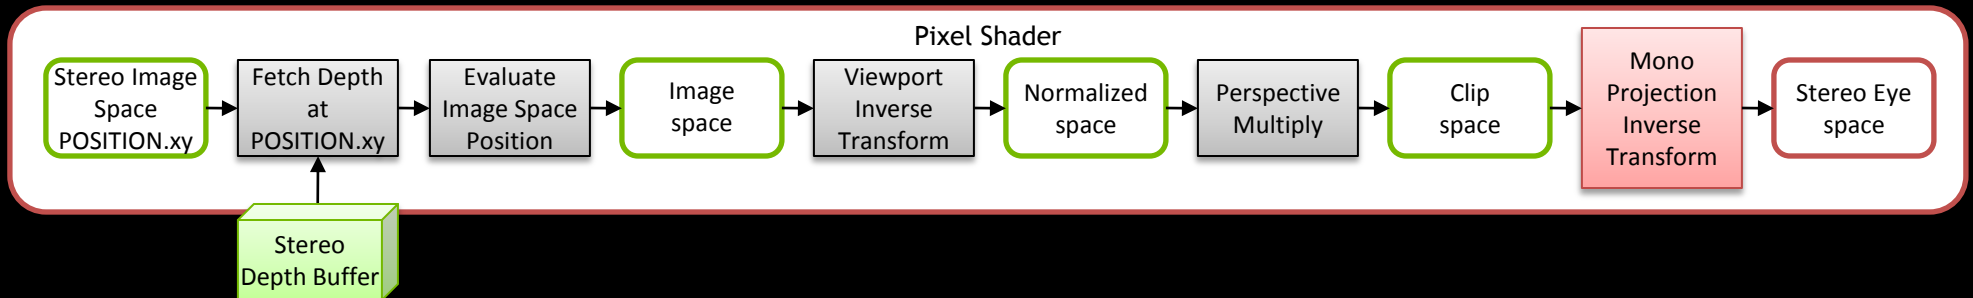 Pixel Shader
Stereo Image
Space
POSITION.xy
Fetch Depth
at
POSITION.xy
Evaluate
Image Space
Position
Image
space
Viewport
Inverse
Transform
Normalized
space
Perspective
Multiply
Clip
space
Mono
Projection
Inverse
Transform
Stereo Eye
space
Stereo
Depth Buffer